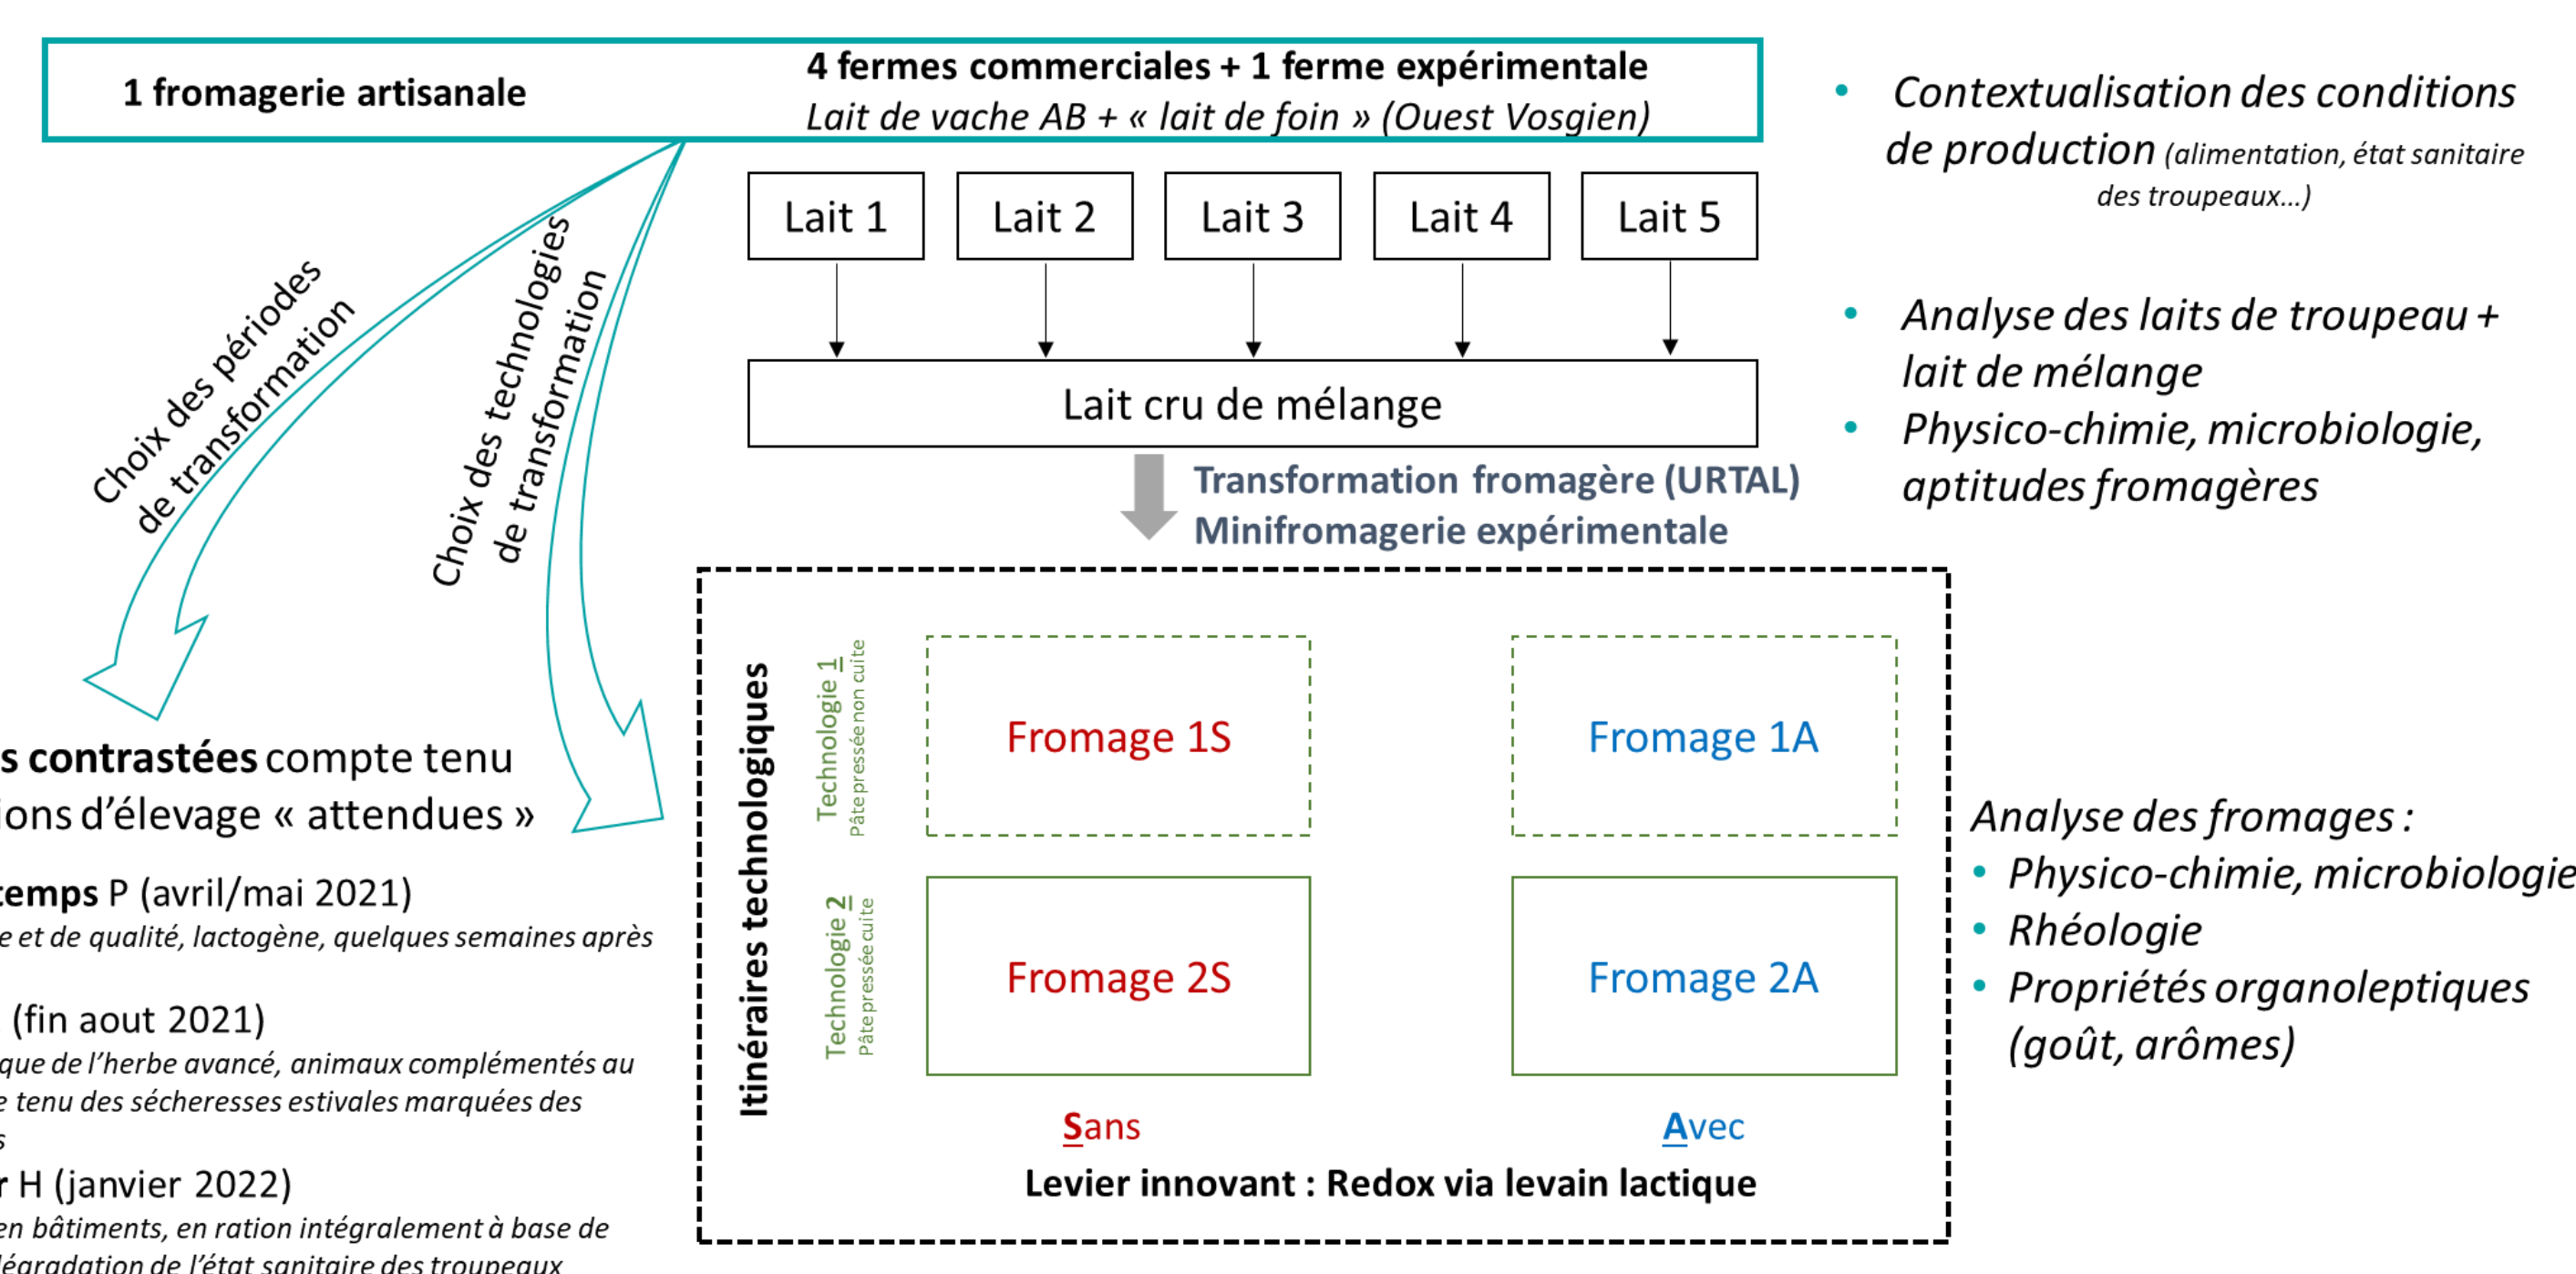 1 fromagerie artisanale
4 fermes commerciales + 1 ferme expérimentale
Lait de vache AB + « lait de foin » (Ouest Vosgien)
Lait 1
Lait 2
Lait 3
Lait 4
Lait 5
Lait cru de mélange
Transformation fromagère (URTAL)
Minifromagerie expérimentale
Choix des périodes
de transformation
Choix des technologies
de transformation
contrastées compte tenu
d’élevage « attendues »
P (avril/mai 2021)
et de qualité, lactogène, quelques semaines après
(fin aout 2021)
de l’herbe avancé, animaux complémentés au
tenu des sécheresses estivales marquées des
H (janvier 2022)
en bâtiments, en ration intégralement à base de
dégradation de l’état sanitaire des troupeaux
Itinéraires technologiques
Technologie 1
Pâte pressée non cuite
Fromage 1S
Fromage 1A
Technologie 2
Pâte pressée cuite
Fromage 2S
Fromage 2A
Sans
Avec
Levier innovant : Redox via levain lactique
• Contextualisation des conditions
de production (alimentation, état sanitaire
des troupeaux…)
• Analyse des laits de troupeau +
lait de mélange
• Physico-chimie, microbiologie,
aptitudes fromagères
Analyse des fromages :
• Physico-chimie, microbiologie
• Rhéologie
• Propriétés organoleptiques
(goût, arômes)